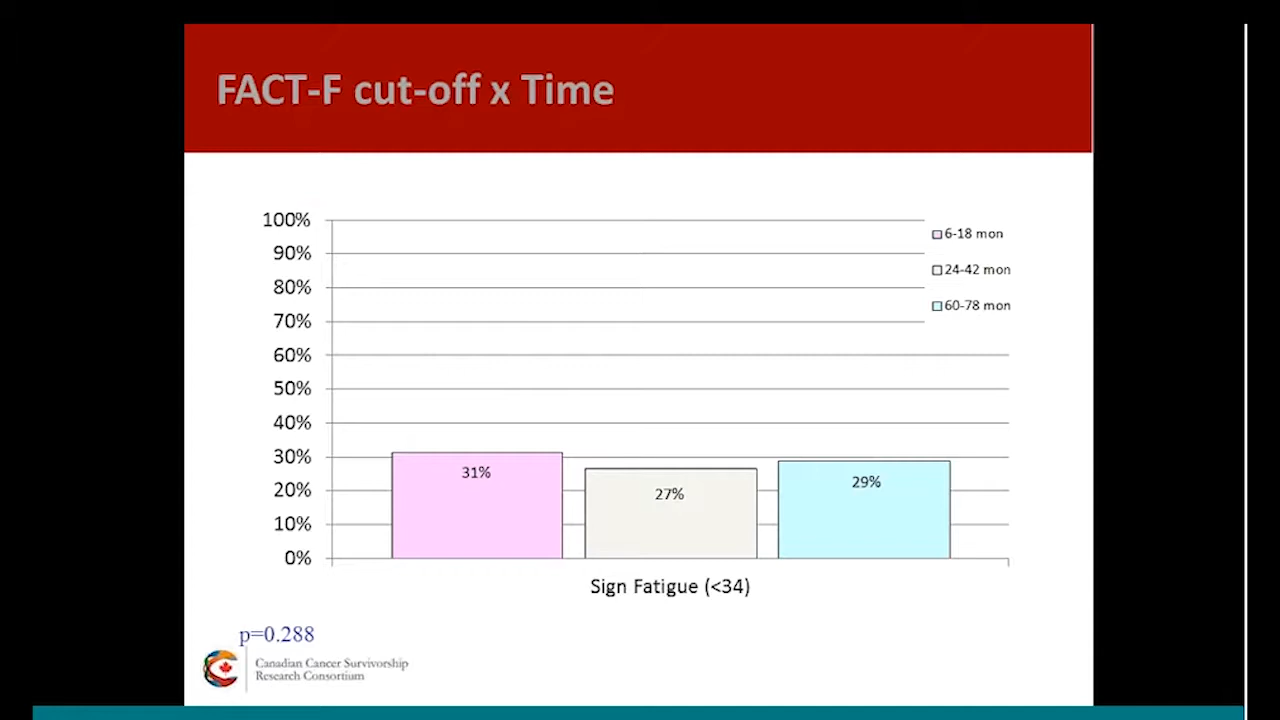 FACT-F cut-off x Time
100%
90%
80%
70%
60%
50%
40%
30%
20%
10%
0%
31%
27%
29%
6-18 mon
24-42 mon
60-78 mon
Sign Fatigue (<34)
p=0.288
Canadian Cancer Survivorship
Research Consortium